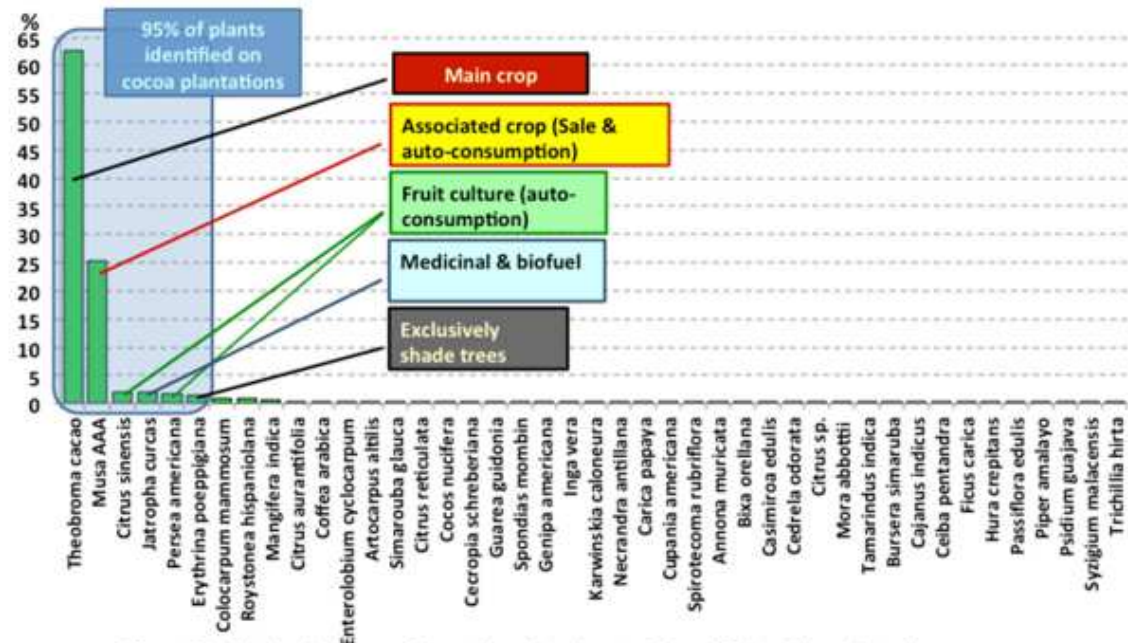 %
95% of plants
identified on
cocoa plantations
65
60
55
50
45
40
35
30
25
20
15
10
5
0
Main crop
Associated crop (Sale &
auto-consumption)
Fruit culture (auto-
consumption)
Medicinal & biofuel
Exclusively
shade trees
Theobroma cacao
Musa AAA
Citrus sinensis
Jatropha curcas
Persea americana
Erythrina poeppigiana
Colocarpum mammosum
Roystonea hispaniolana
Mangifera indica
Citrus aurantifolia
Coffea arabica
Enterolobium cyclocarpum
Artocarpus altilis
Simarouba glauca
Citrus reticulata
Cocos nucifera
Cecropia schreberiana
Guarea guidonia
Spondias mombin
Genipa americana
Inga vera
Karwinskia caloneura
Necrandra antillana
Carica papaya
Cupania americana
Spirotecoma rubriflora
Annona muricata
Bixa orellana
Casimiroa edulis
Cedrela odorata
Citrus sp.
Mora abbottii
Tamarindus indica
Bursera simaruba
Cajanus indicus
Ceiba pentandra
Ficus carica
Hura crepitans
Passiflora edulis
Piper amalayo
Psidium guajava
Syzigium malacensis
Trichillia hirta